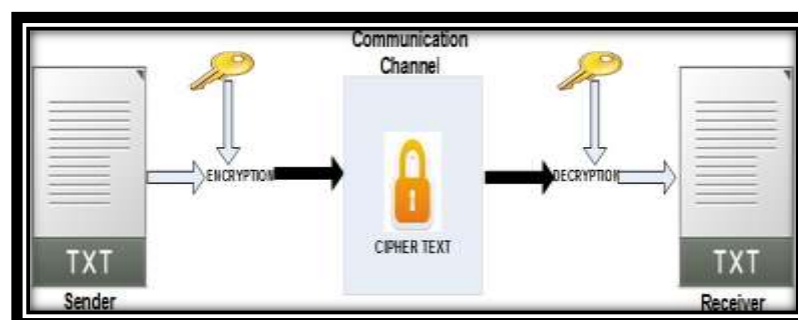 Communication
Channel
ENCRYPTION
DECRYPTION
CIPHER TEXT
TXT
TXT
Sender
Receiver